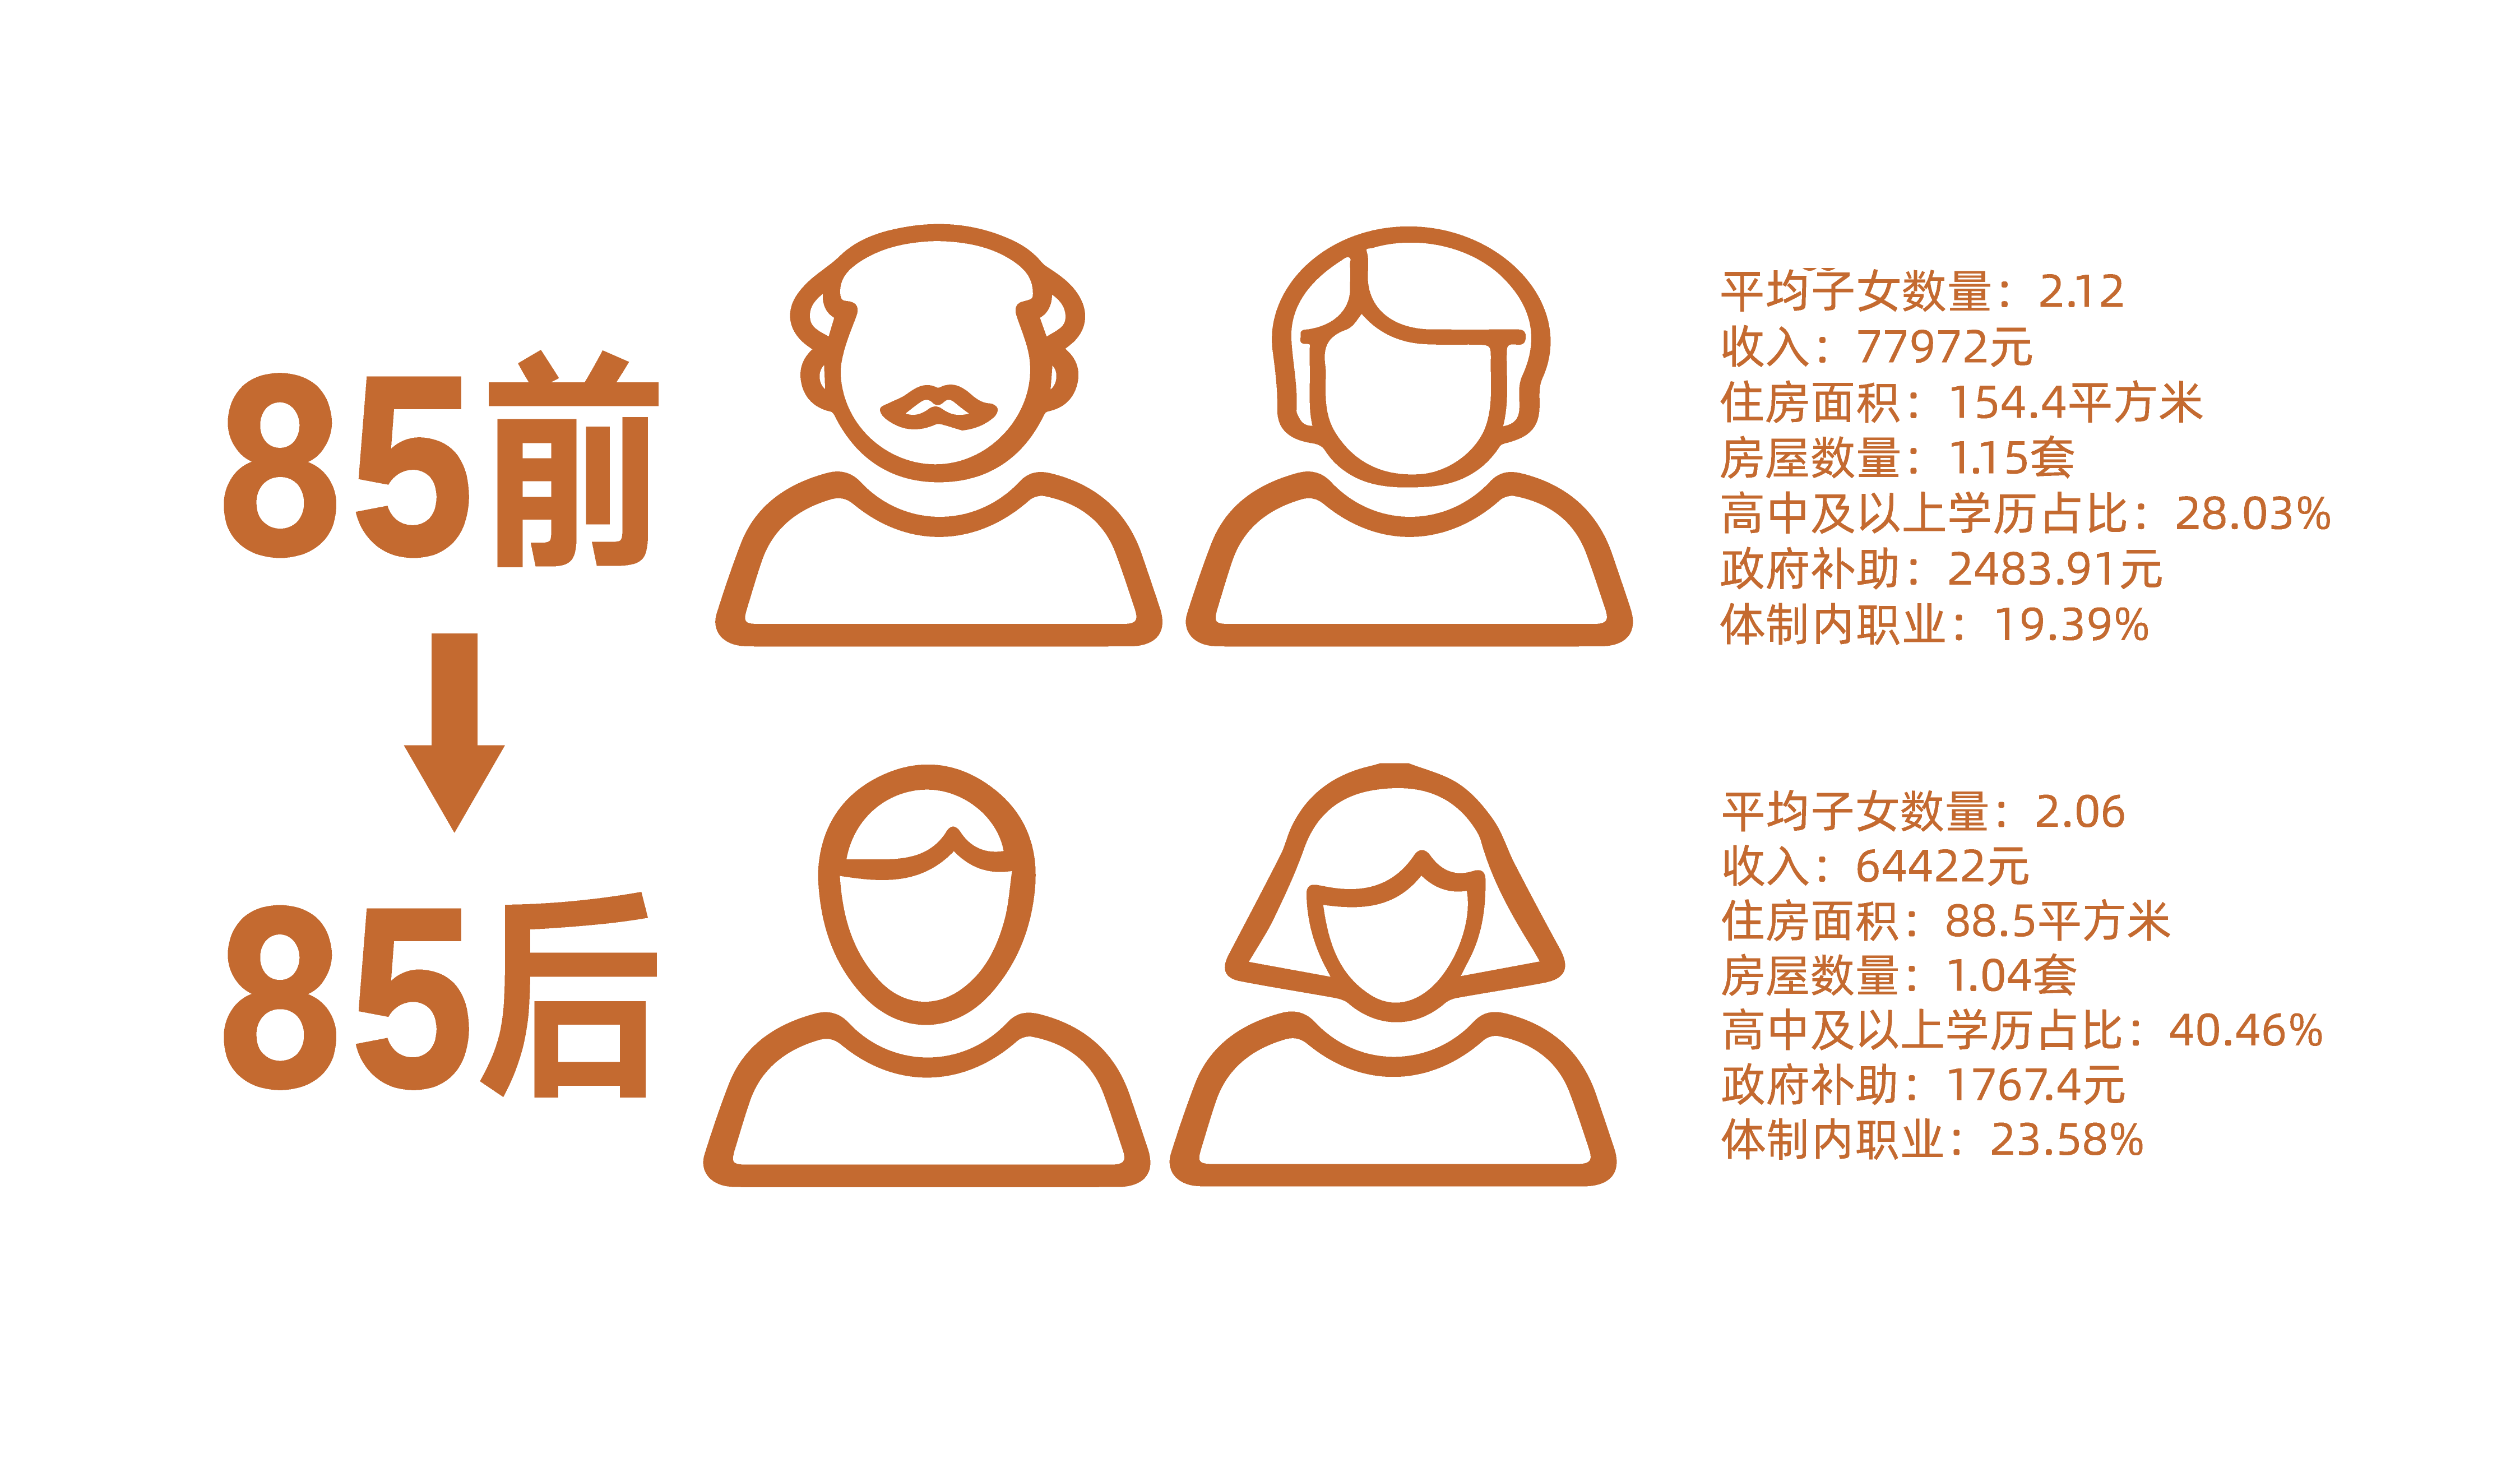 85前
平均子女数量：2.12
收入：77972元
住房面积：154.4平方米
房屋数量：1.15套
高中及以上学历占比：28.03%
政府补助：2483.91元
体制内职业：19.39%
85后
平均子女数量：2.06
收入：64422元
住房面积：88.5平方米
房屋数量：1.04套
高中及以上学历占比：40.46%
政府补助：1767.4元
体制内职业：23.58%